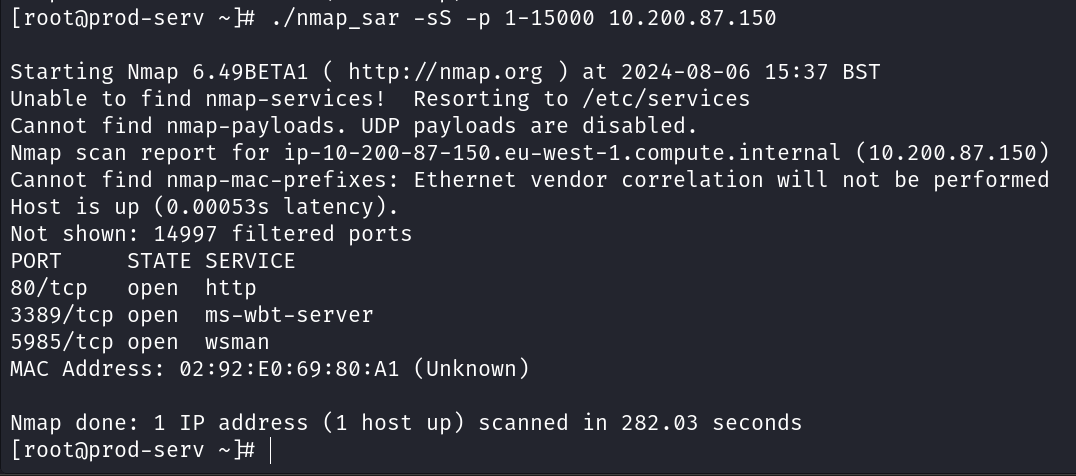 [root@prod-serv ~]# ./nmap_sar -sS -p 1-15000 10.200.87.150
Starting Nmap 6.49BETA1 ( http://nmap.org ) at 2024-08-06 15:37 BST
Unable to find nmap-services!  Resorting to /etc/services
Cannot find nmap-payloads. UDP payloads are disabled.
Nmap scan report for ip-10-200-87-150.eu-west-1.compute.internal (10.200.87.150)
Cannot find nmap-mac-prefixes: Ethernet vendor correlation will not be performed
Host is up (0.00053s latency).
Not shown: 14997 filtered ports
PORT     STATE SERVICE
80/tcp   open  http
3389/tcp open  ms-wbt-server
5985/tcp open  wsman
MAC Address: 02:92:E0:69:80:A1 (Unknown)
Nmap done: 1 IP address (1 host up) scanned in 282.03 seconds
[root@prod-serv ~]#